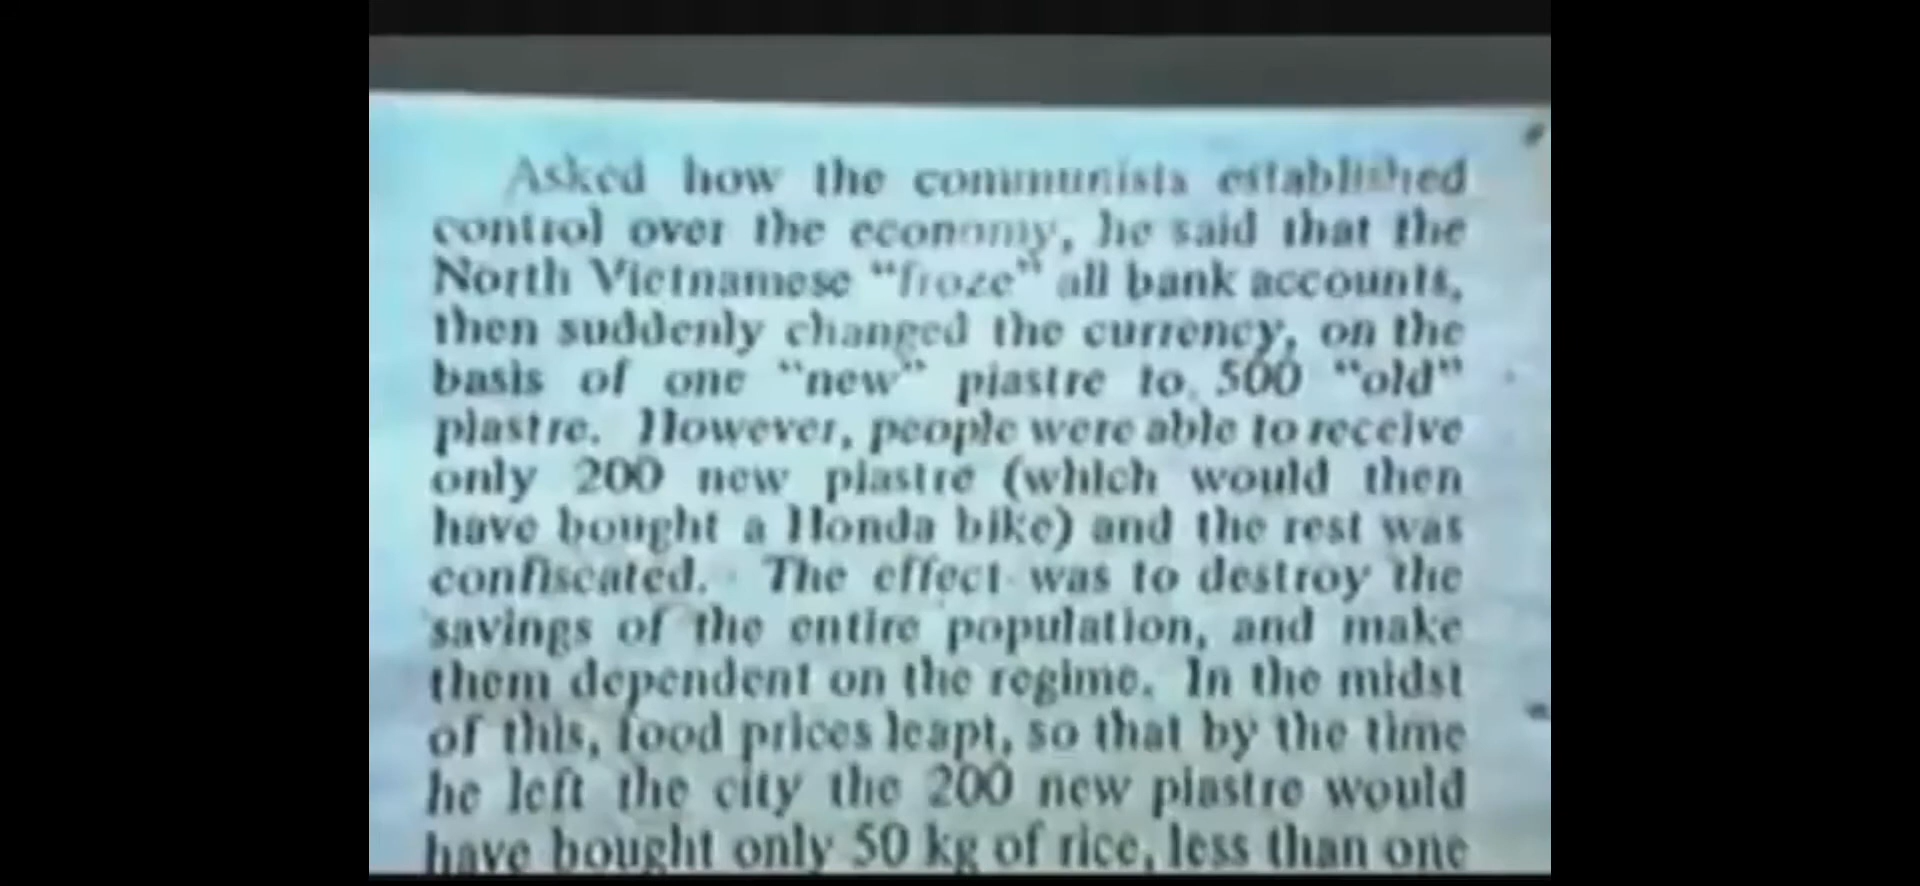 Asked how the communists established
control over the economy, he said that the
North Vietnamese “froze” all bank accounts,
then suddenly changed the currency, on the
basis of one “new” piastre to 500 “old”
piastre. However, people were able to receive
only 200 new piastre (which would then
have bought a Honda bike) and the rest was
confiscated. The effect was to destroy the
savings of the entire population, and make
them dependent on the regime. In the midst
of this, food prices leapt, so that by the time
he left the city the 200 new piastre would
have bought only 50 kg of rice, less than one